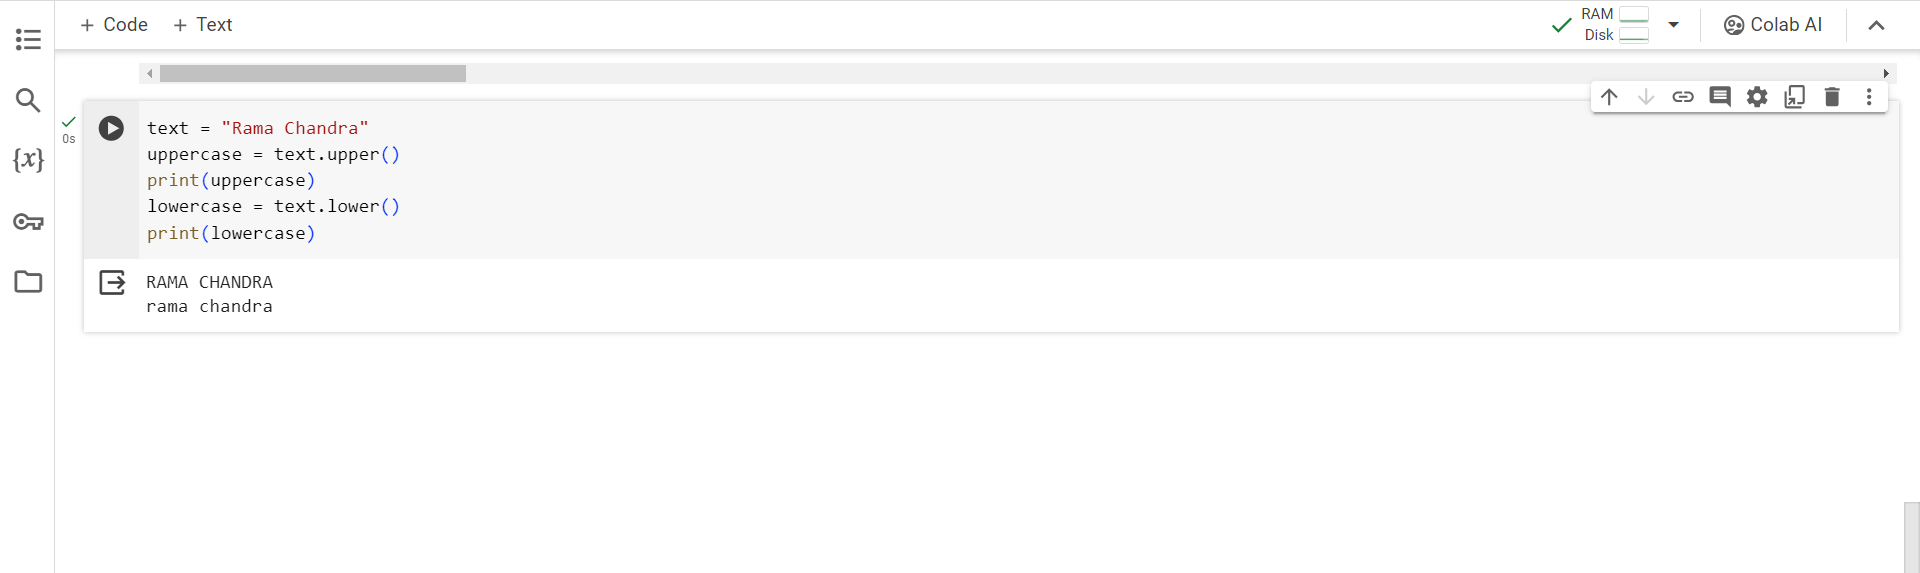 + Code + Text
RAM
Disk
Colab AI
0s
text = "Rama Chandra"
uppercase = text.upper()
print(uppercase)
lowercase = text.lower()
print(lowercase)
{x}
RAMA CHANDRA
rama chandra